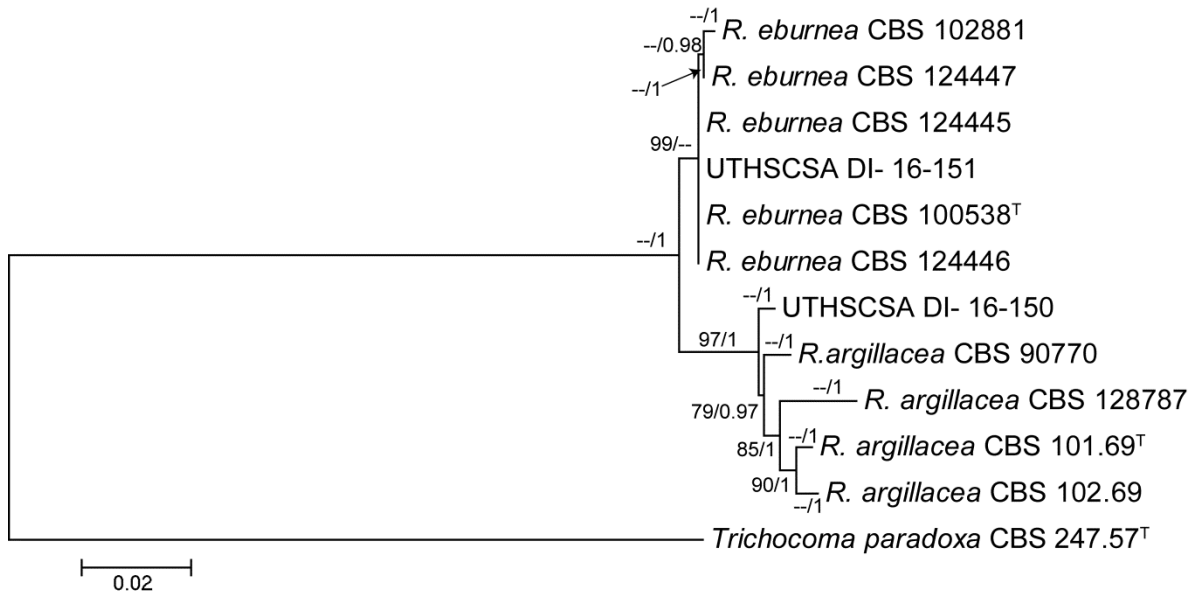 --/1
R. eburnea CBS 102881
--/0.98
R. eburnea CBS 124447
--/1
R. eburnea CBS 124445
99/--
UTHSCSA DI- 16-151
R. eburnea CBS 100538ᵀ
--/1
R. eburnea CBS 124446
--/1
UTHSCSA DI- 16-150
97/1
--/1
R.argillacea CBS 90770
--/1
R. argillacea CBS 128787
79/0.97
--/1
R. argillacea CBS 101.69ᵀ
85/1
90/1
R. argillacea CBS 102.69
--/1
Trichocoma paradoxa CBS 247.57ᵀ
0.02